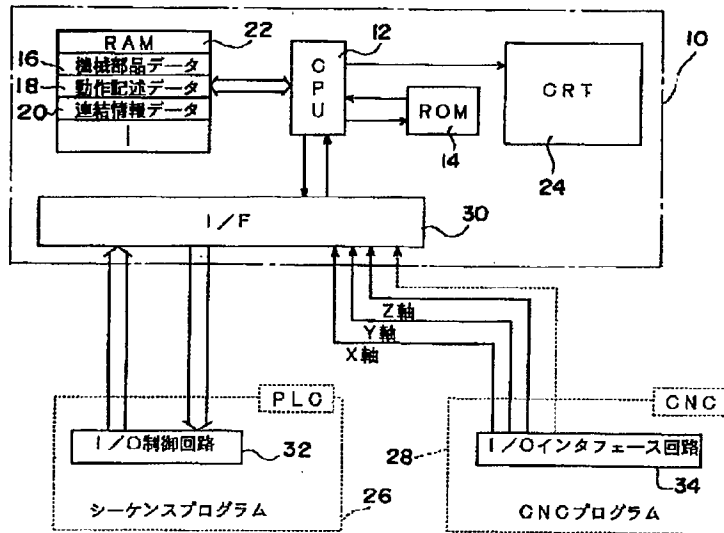 RAM
22
16
機械部品データ
18
動作記述データ
20
連結情報データ
12
CPU
ROM
14
CRT
24
10
I/F
30
Z軸
Y軸
X軸
PLC
I/O制御回路
32
シーケンスプログラム
26
CNC
28
I/Oインタフェース回路
34
CNCプログラム